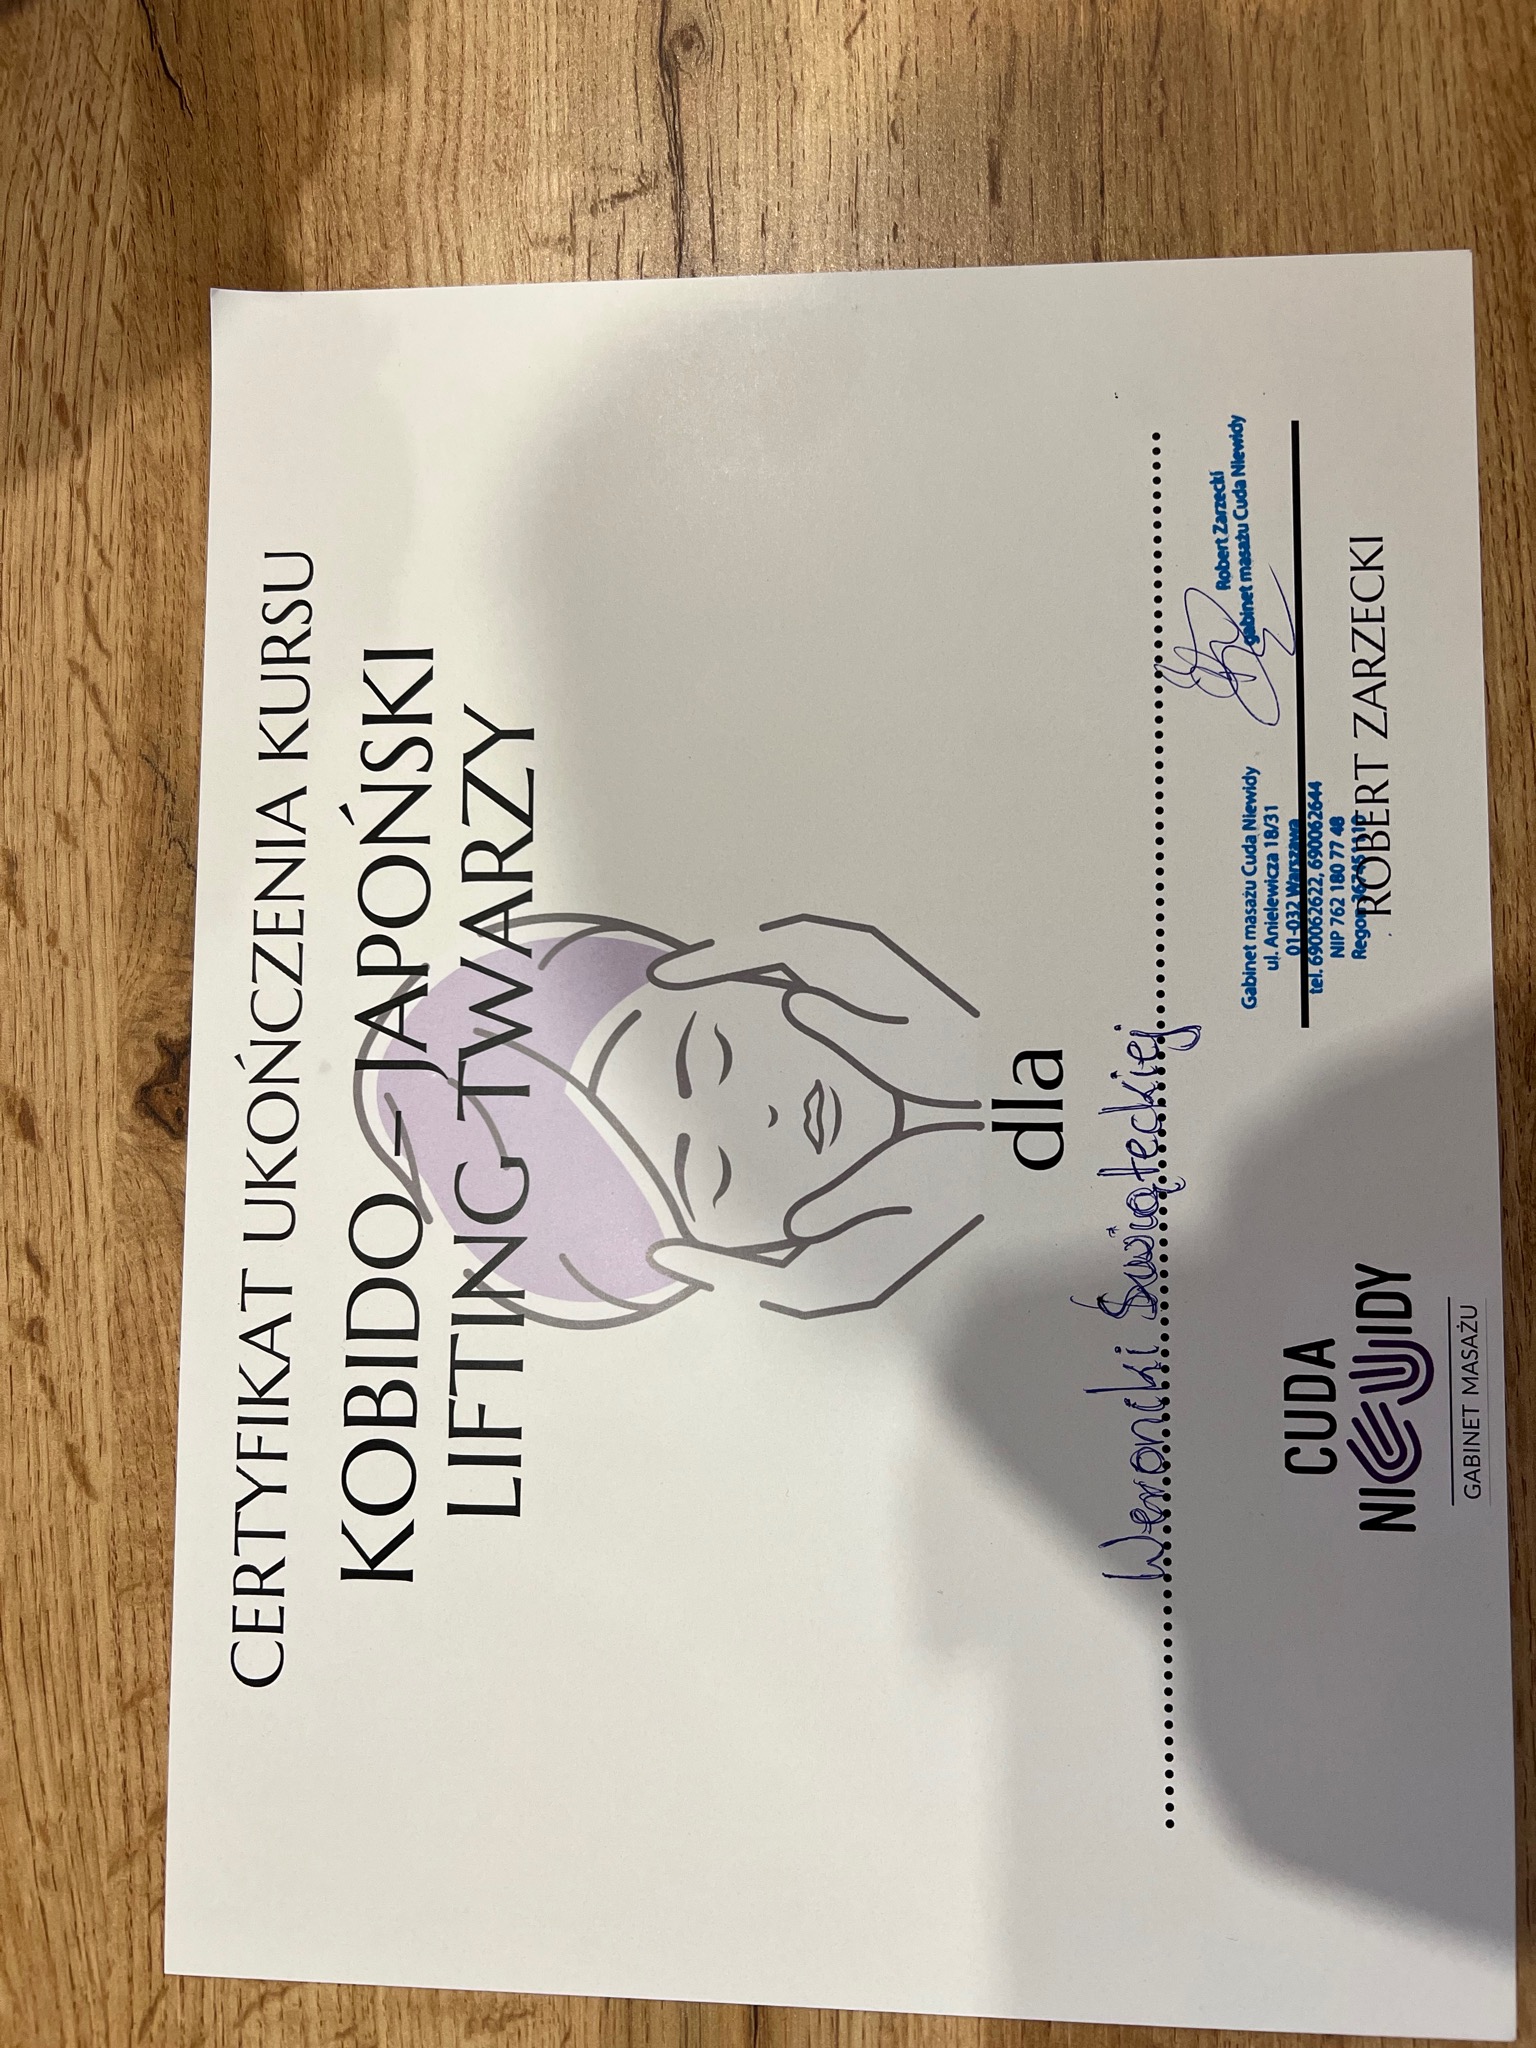 CERTYFIKAT UKOŃCZENIA KURSU
KOBIDO - JAPOŃSKI
LIFTING TWARZY
dla
Weroniki Świąteckiej
Robert Zarzecki
gabinet masażu Cuda Niewidy
Gabinet masażu Cuda Niewidy
ul. Anielewicza 18/31
01-032 Warszawa
tel. 690062622, 690062644
NIP 762 180 77 48
Regon
ROBERT ZARZECKI
CUDA
NIEWIDY
GABINET MASAŻU